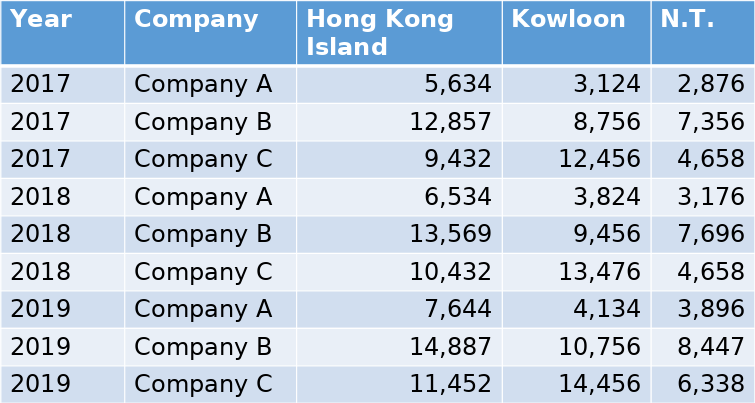 Year Company Hong Kong Island Kowloon N.T.
2017 Company A 5,634 3,124 2,876
2017 Company B 12,857 8,756 7,356
2017 Company C 9,432 12,456 4,658
2018 Company A 6,534 3,824 3,176
2018 Company B 13,569 9,456 7,696
2018 Company C 10,432 13,476 4,658
2019 Company A 7,644 4,134 3,896
2019 Company B 14,887 10,756 8,447
2019 Company C 11,452 14,456 6,338